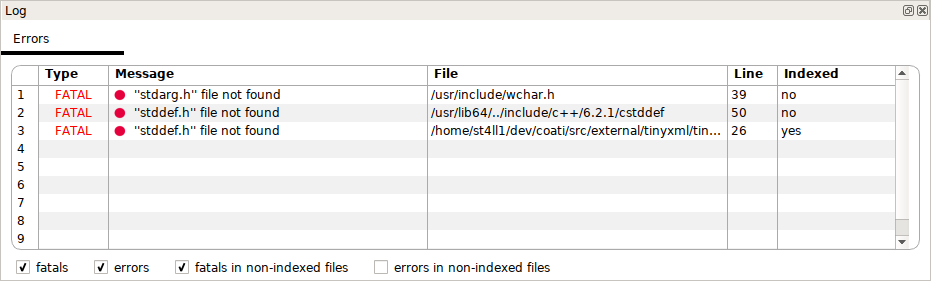 Log
Errors
Type Message File Line Indexed
1 FATAL "stdarg.h" file not found /usr/include/wchar.h 39 no
2 FATAL "stddef.h" file not found /usr/lib64/../include/c++/6.2.1/cstddef 50 no
3 FATAL "stddef.h" file not found /home/st4ll1/dev/coati/src/external/tinyxml/tin... 26 yes
4
5
6
7
8
9
fatals errors fatals in non-indexed files errors in non-indexed files